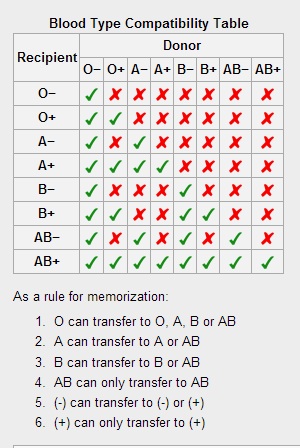 Blood Type Compatibility Table
Recipient Donor
O− O+ A− A+ B− B+ AB− AB+
O− ✓ ✗ ✗ ✗ ✗ ✗ ✗ ✗
O+ ✓ ✓ ✗ ✗ ✗ ✗ ✗ ✗
A− ✓ ✗ ✓ ✗ ✗ ✗ ✗ ✗
A+ ✓ ✓ ✓ ✓ ✗ ✗ ✗ ✗
B− ✓ ✗ ✗ ✗ ✓ ✗ ✗ ✗
B+ ✓ ✓ ✗ ✗ ✓ ✓ ✗ ✗
AB− ✓ ✗ ✓ ✗ ✓ ✗ ✓ ✗
AB+ ✓ ✓ ✓ ✓ ✓ ✓ ✓ ✓
As a rule for memorization:
1. O can transfer to O, A, B or AB
2. A can transfer to A or AB
3. B can transfer to B or AB
4. AB can only transfer to AB
5. (-) can transfer to (-) or (+)
6. (+) can only transfer to (+)